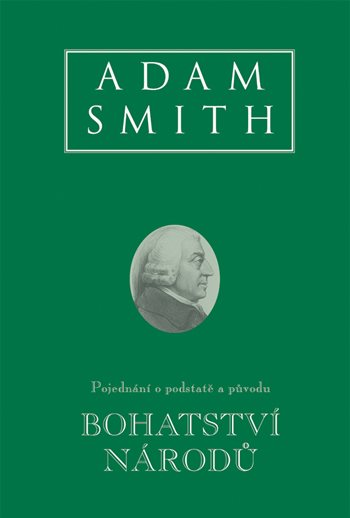 ADAM
SMITH
Pojednání o podstatě a původu
BOHATSTVÍ
NÁRODŮ